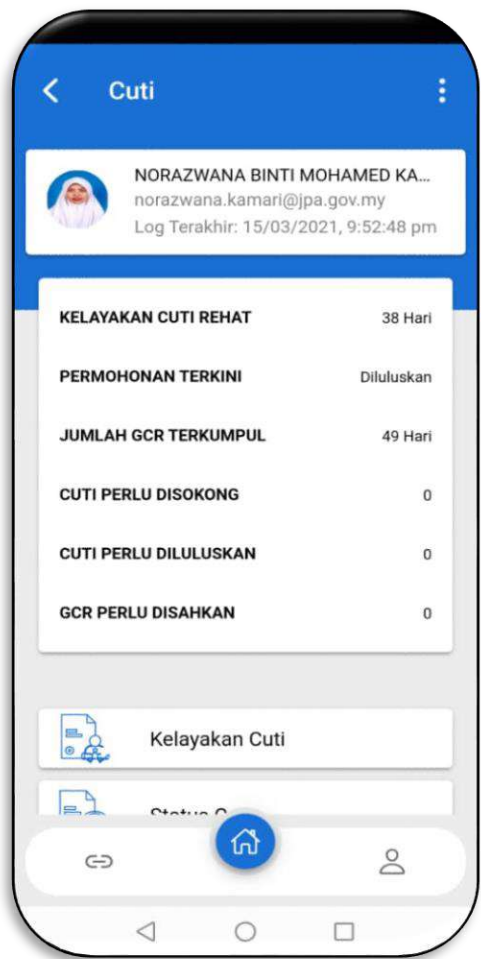 Cuti
NORAZWANA BINTI MOHAMED KA...
norazwana.kamari@jpa.gov.my
Log Terakhir: 15/03/2021, 9:52:48 pm
KELAYAKAN CUTI REHAT 38 Hari
PERMOHONAN TERKINI Diluluskan
JUMLAH GCR TERKUMPUL 49 Hari
CUTI PERLU DISOKONG 0
CUTI PERLU DILULUSKAN 0
GCR PERLU DISAHKAN 0
Kelayakan Cuti
Status